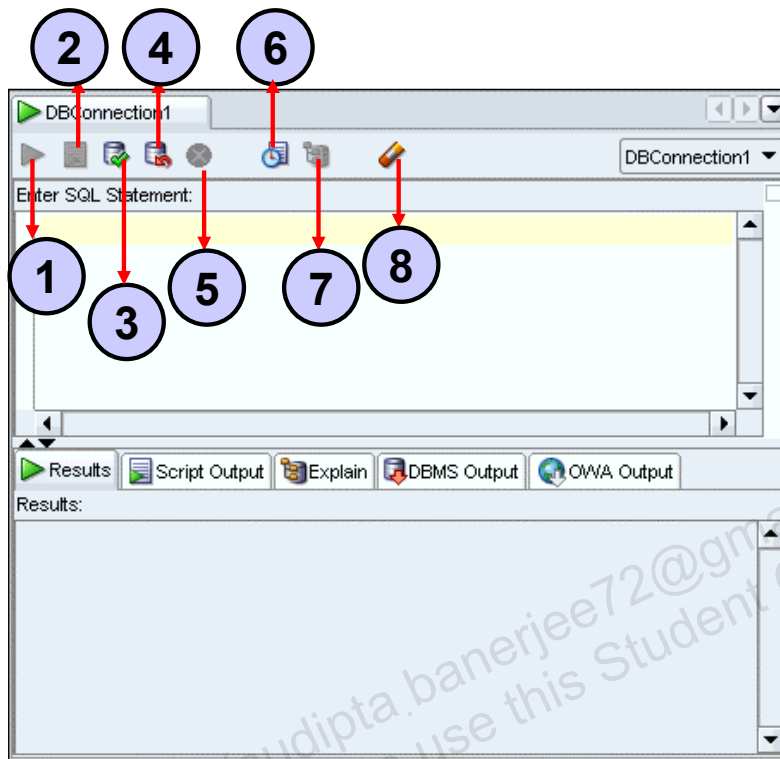 2 4 6
DBConnection1
DBConnection1
Enter SQL Statement:
1 3 5 7 8
Results Script Output Explain DBMS Output OWA Output
Results:
banerjee72@gm
use this Student